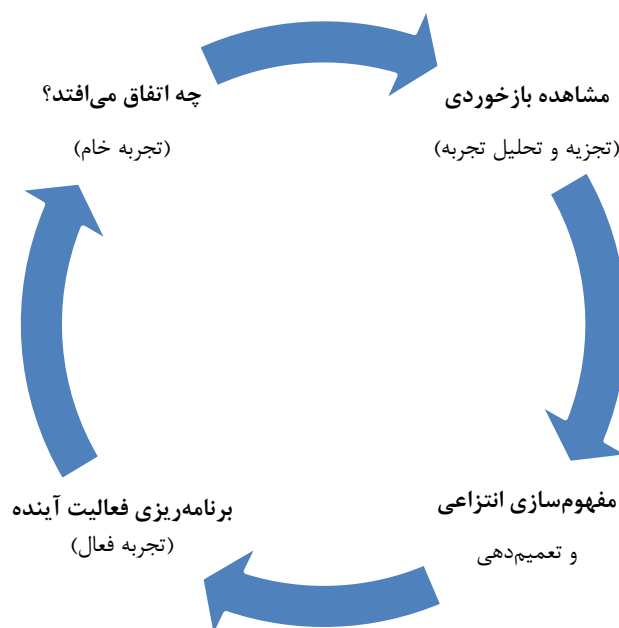 چه اتفاق می‌افتد؟
(تجربه خام)
مشاهده بازخوردی
(تجزیه و تحلیل تجربه)
مفهوم‌سازی انتزاعی
و تعمیم‌دهی
برنامه‌ریزی فعالیت آینده
(تجربه فعال)